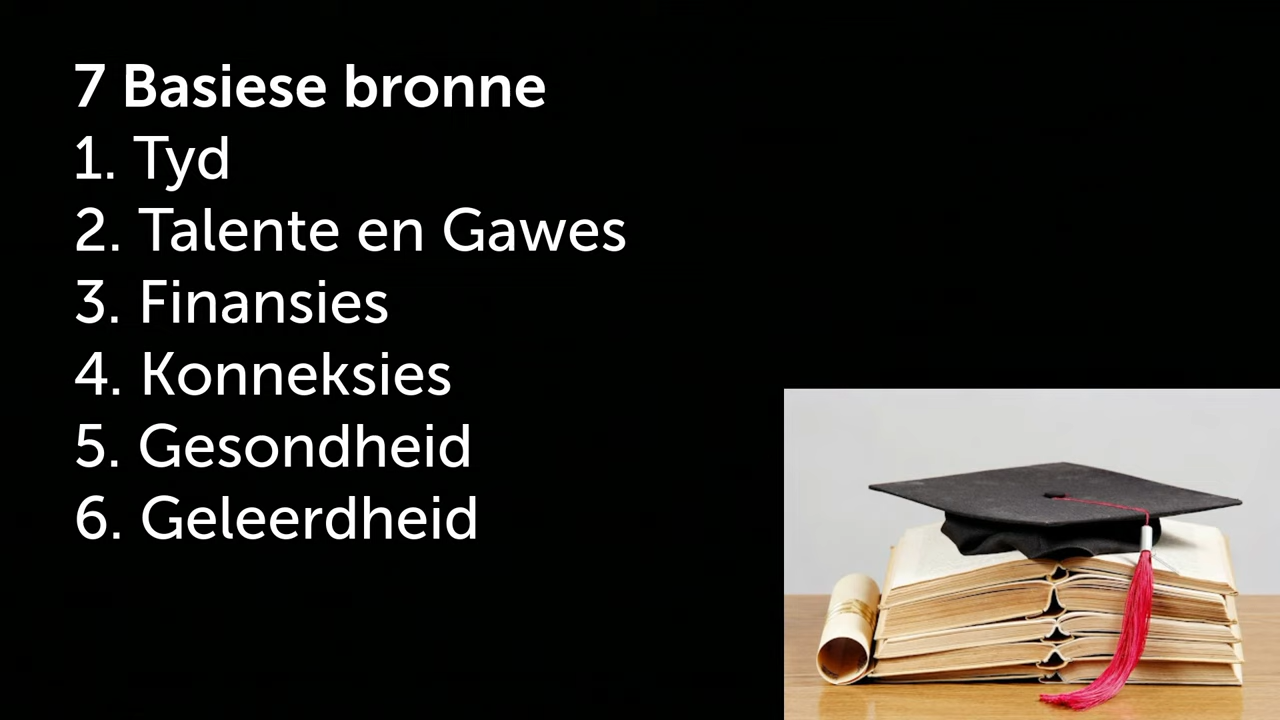 7 Basiese bronne
1. Tyd
2. Talente en Gawes
3. Finansies
4. Konneksies
5. Gesondheid
6. Geleerdheid